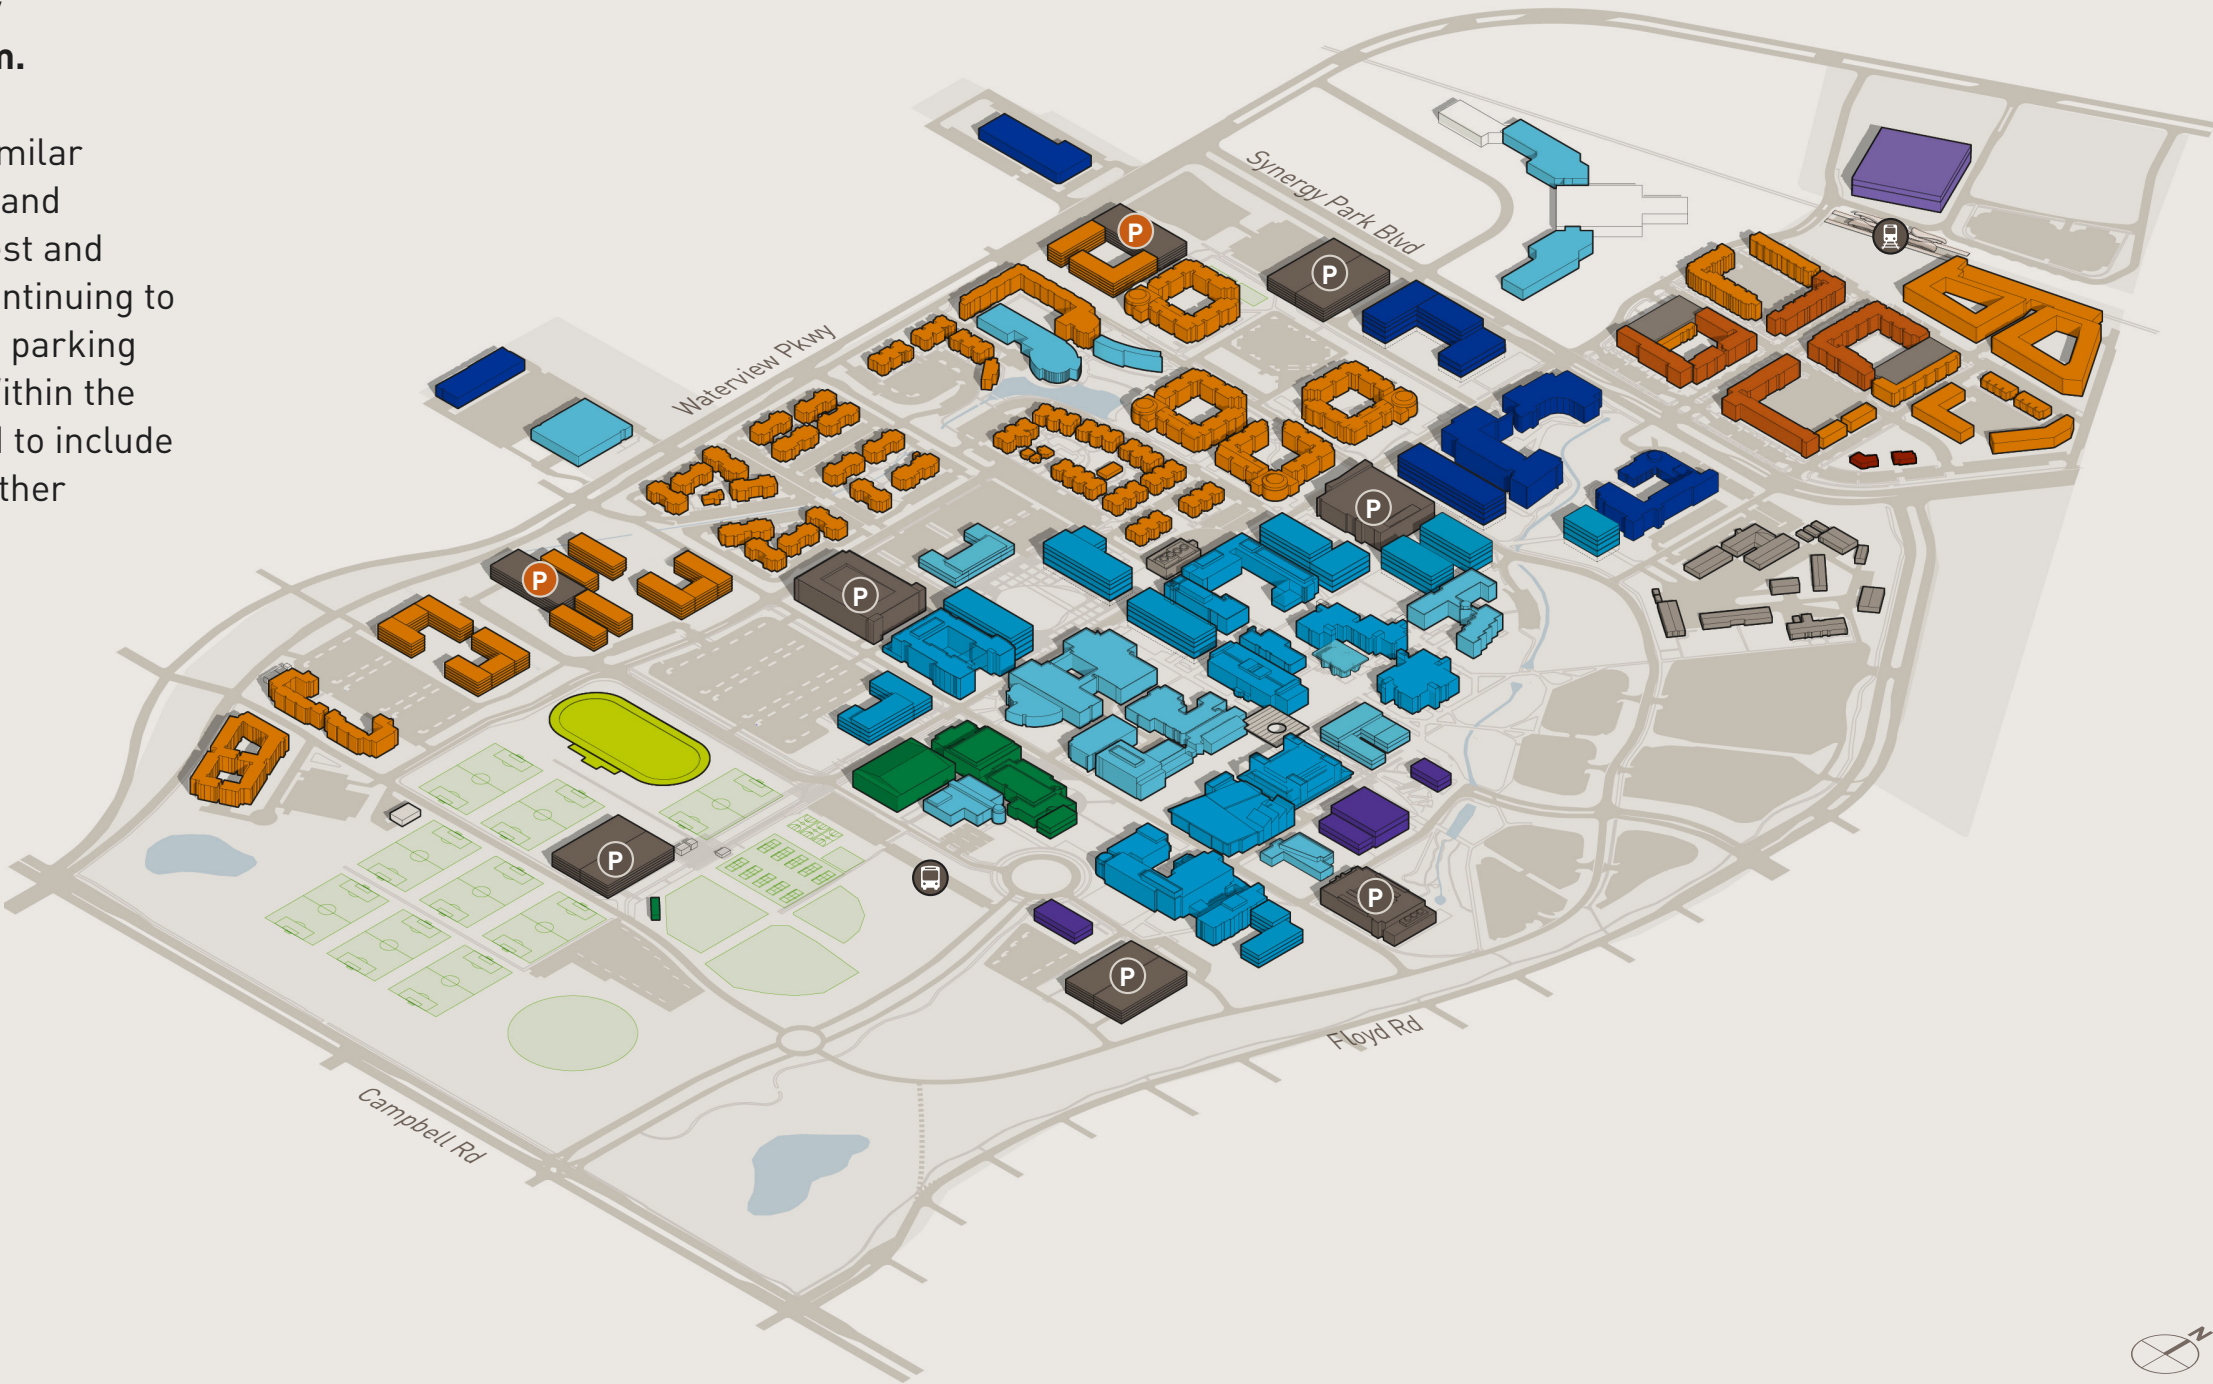 m.
milar
and
est and
ntinuing to
parking
ithin the
d to include
ther
Synergy Park Blvd
Waterview Pkwy
P
P
P
P
P
P
P
P
Floyd Rd
Campbell Rd
N